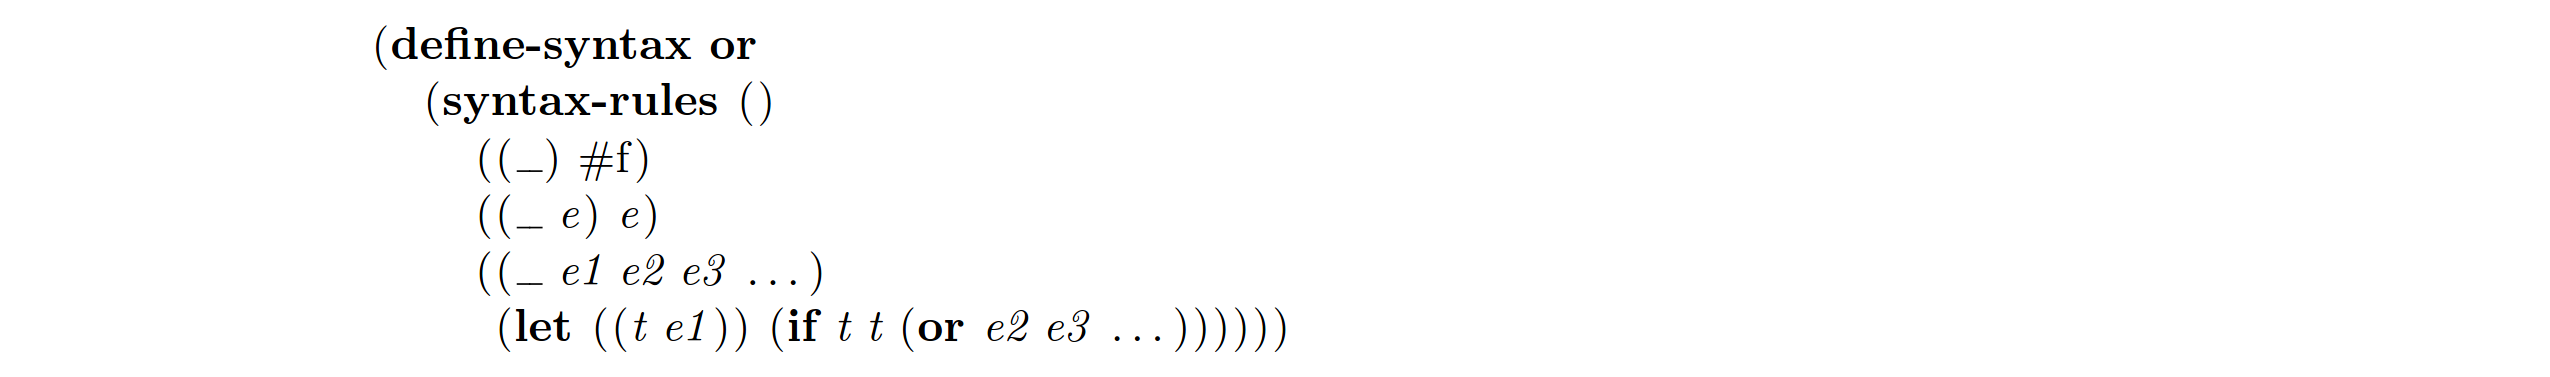 (define-syntax or
(syntax-rules ()
((_) #f)
((_ e) e)
((_ e1 e2 e3 ...)
(let ((t e1)) (if t t (or e2 e3 ...))))))